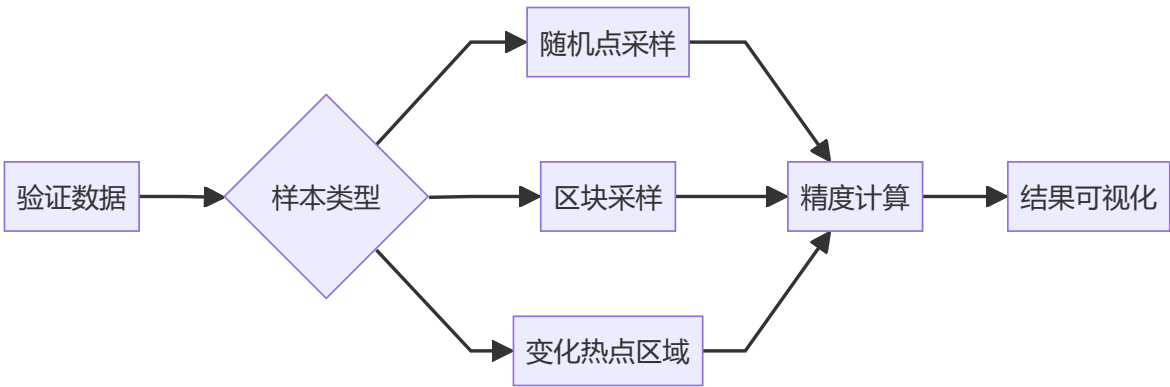 验证数据
样本类型
随机点采样
区块采样
变化热点区域
精度计算
结果可视化